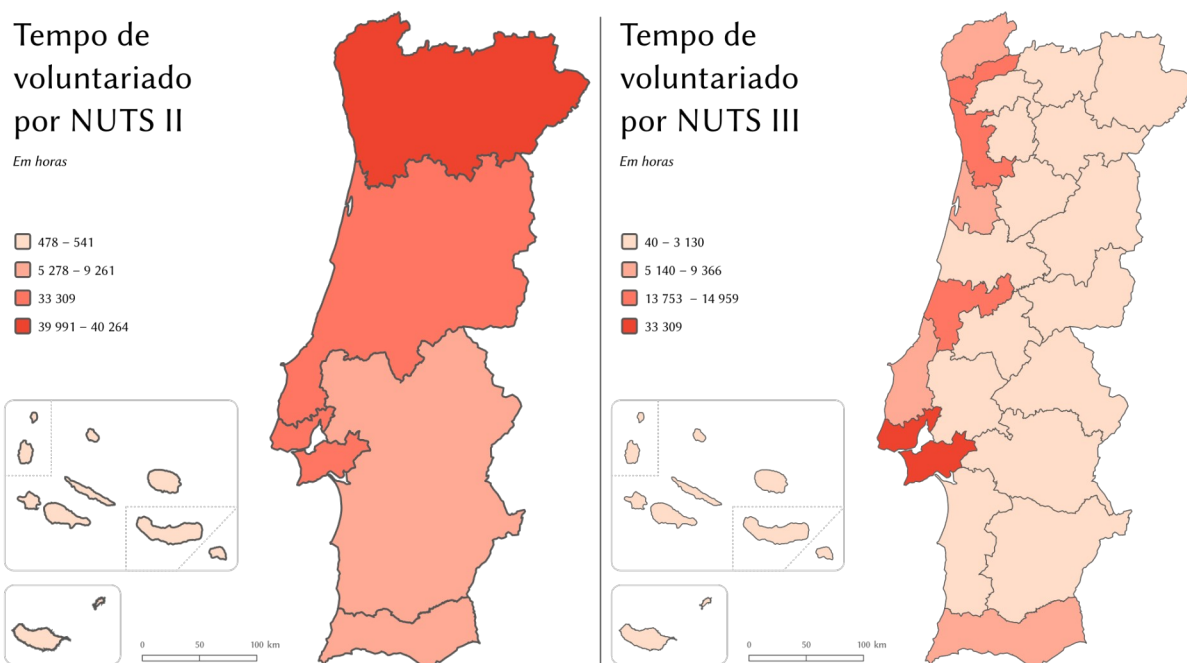 Tempo de
voluntariado
por NUTS II
Em horas
478 – 541
5 278 – 9 261
33 309
39 991 – 40 264
0 50 100 km
Tempo de
voluntariado
por NUTS III
Em horas
40 – 3 130
5 140 – 9 366
13 753 – 14 959
33 309
0 50 100 km